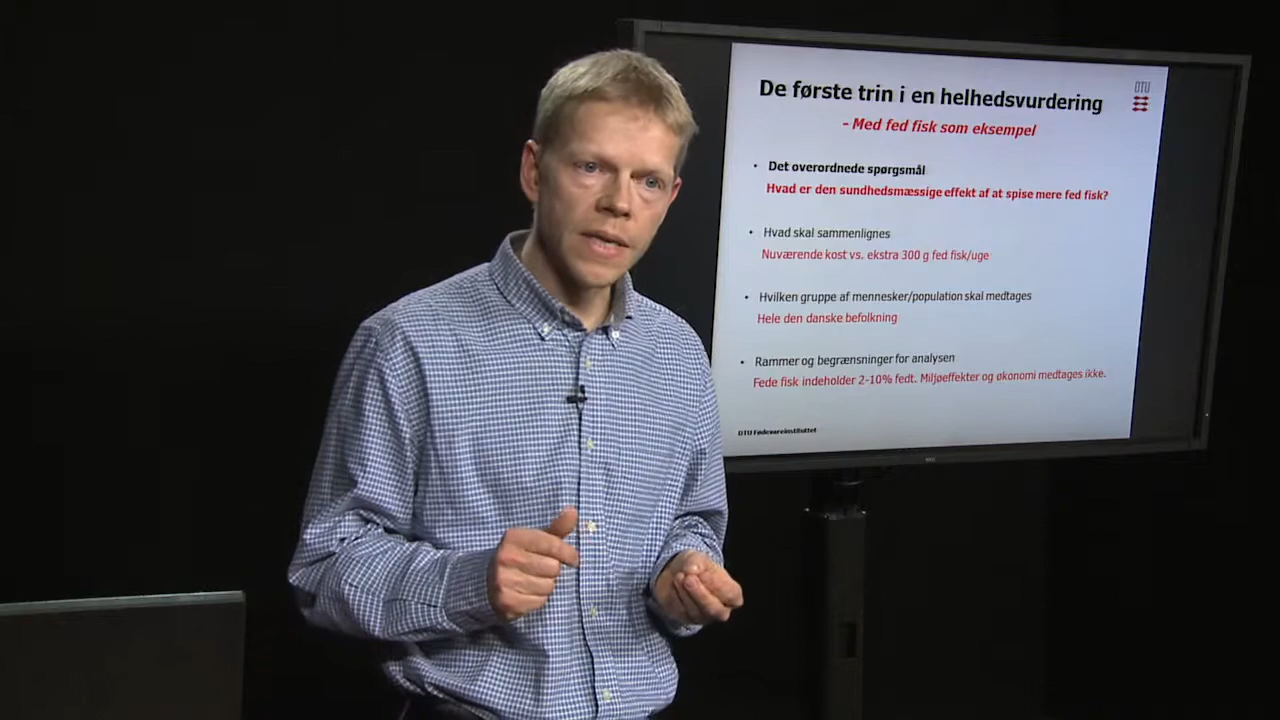 De første trin i en helhedsvurdering
DTU
- Med fed fisk som eksempel
• Det overordnede spørgsmål
Hvad er den sundhedsmæssige effekt af at spise mere fed fisk?
• Hvad skal sammenlignes
Nuværende kost vs. ekstra 300 g fed fisk/uge
• Hvilken gruppe af mennesker/population skal medtages
Hele den danske befolkning
• Rammer og begrænsninger for analysen
Fede fisk indeholder 2-10% fedt. Miljøeffekter og økonomi medtages ikke.
DTU Fødevareinstituttet